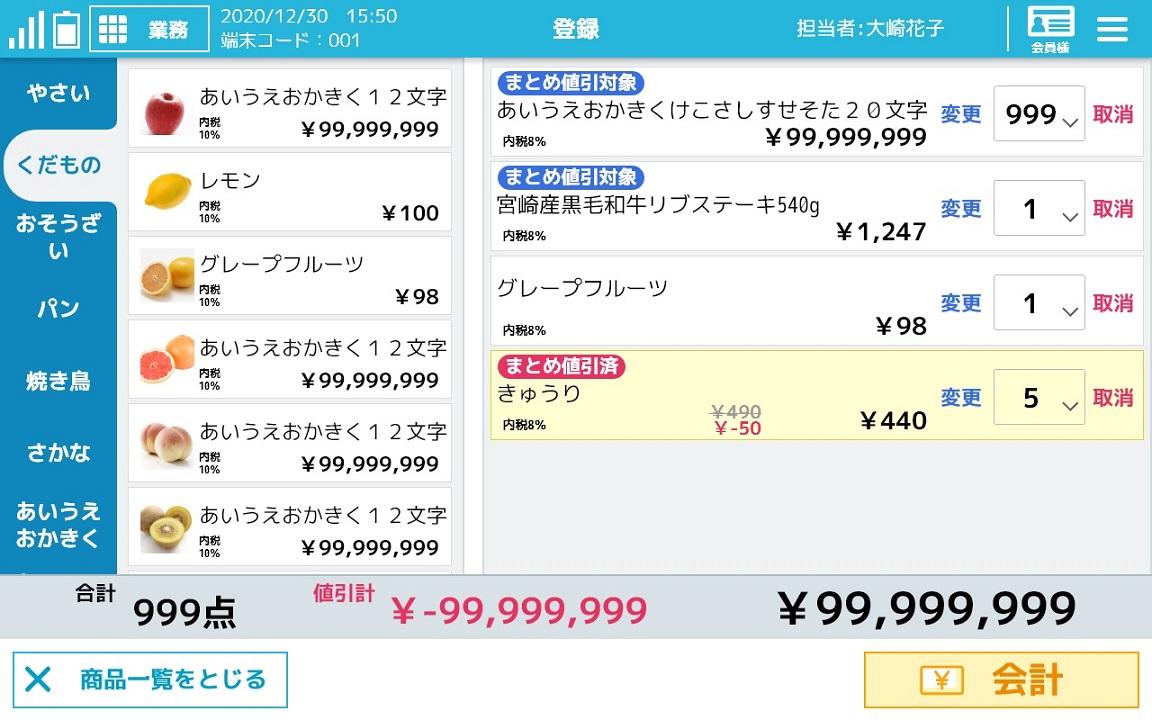 業務
2020/12/30 15:50
端末コード：001
登録
担当者:大崎花子
会員様
やさい
くだもの
おそうざ
い
パン
焼き鳥
さかな
あいうえ
おかきく
あいうえおかきく１２文字
内税
10%
￥99,999,999
レモン
内税
10%
￥100
グレープフルーツ
内税
10%
￥98
あいうえおかきく１２文字
内税
10%
￥99,999,999
あいうえおかきく１２文字
内税
10%
￥99,999,999
あいうえおかきく１２文字
内税
10%
￥99,999,999
まとめ値引対象
あいうえおかきくけこさしすせそた２０文字
内税8%
￥99,999,999
変更
999
取消
まとめ値引対象
宮崎産黒毛和牛リブステーキ540g
内税8%
￥1,247
変更
1
取消
グレープフルーツ
内税8%
￥98
変更
1
取消
まとめ値引済
きゅうり
内税8%
￥490
￥-50
￥440
変更
5
取消
合計
999点
値引計
￥-99,999,999
￥99,999,999
商品一覧をとじる
￥
会計